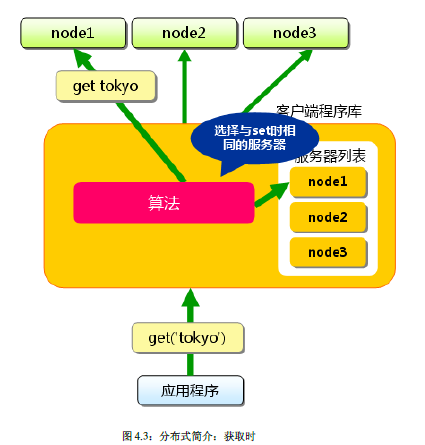 node1
node2
node3
get tokyo
客户端程序库
选择与set时相
同的服务器
服务器列表
node1
算法
node2
node3
get('tokyo')
应用程序
图 4.3：分布式简介：获取时